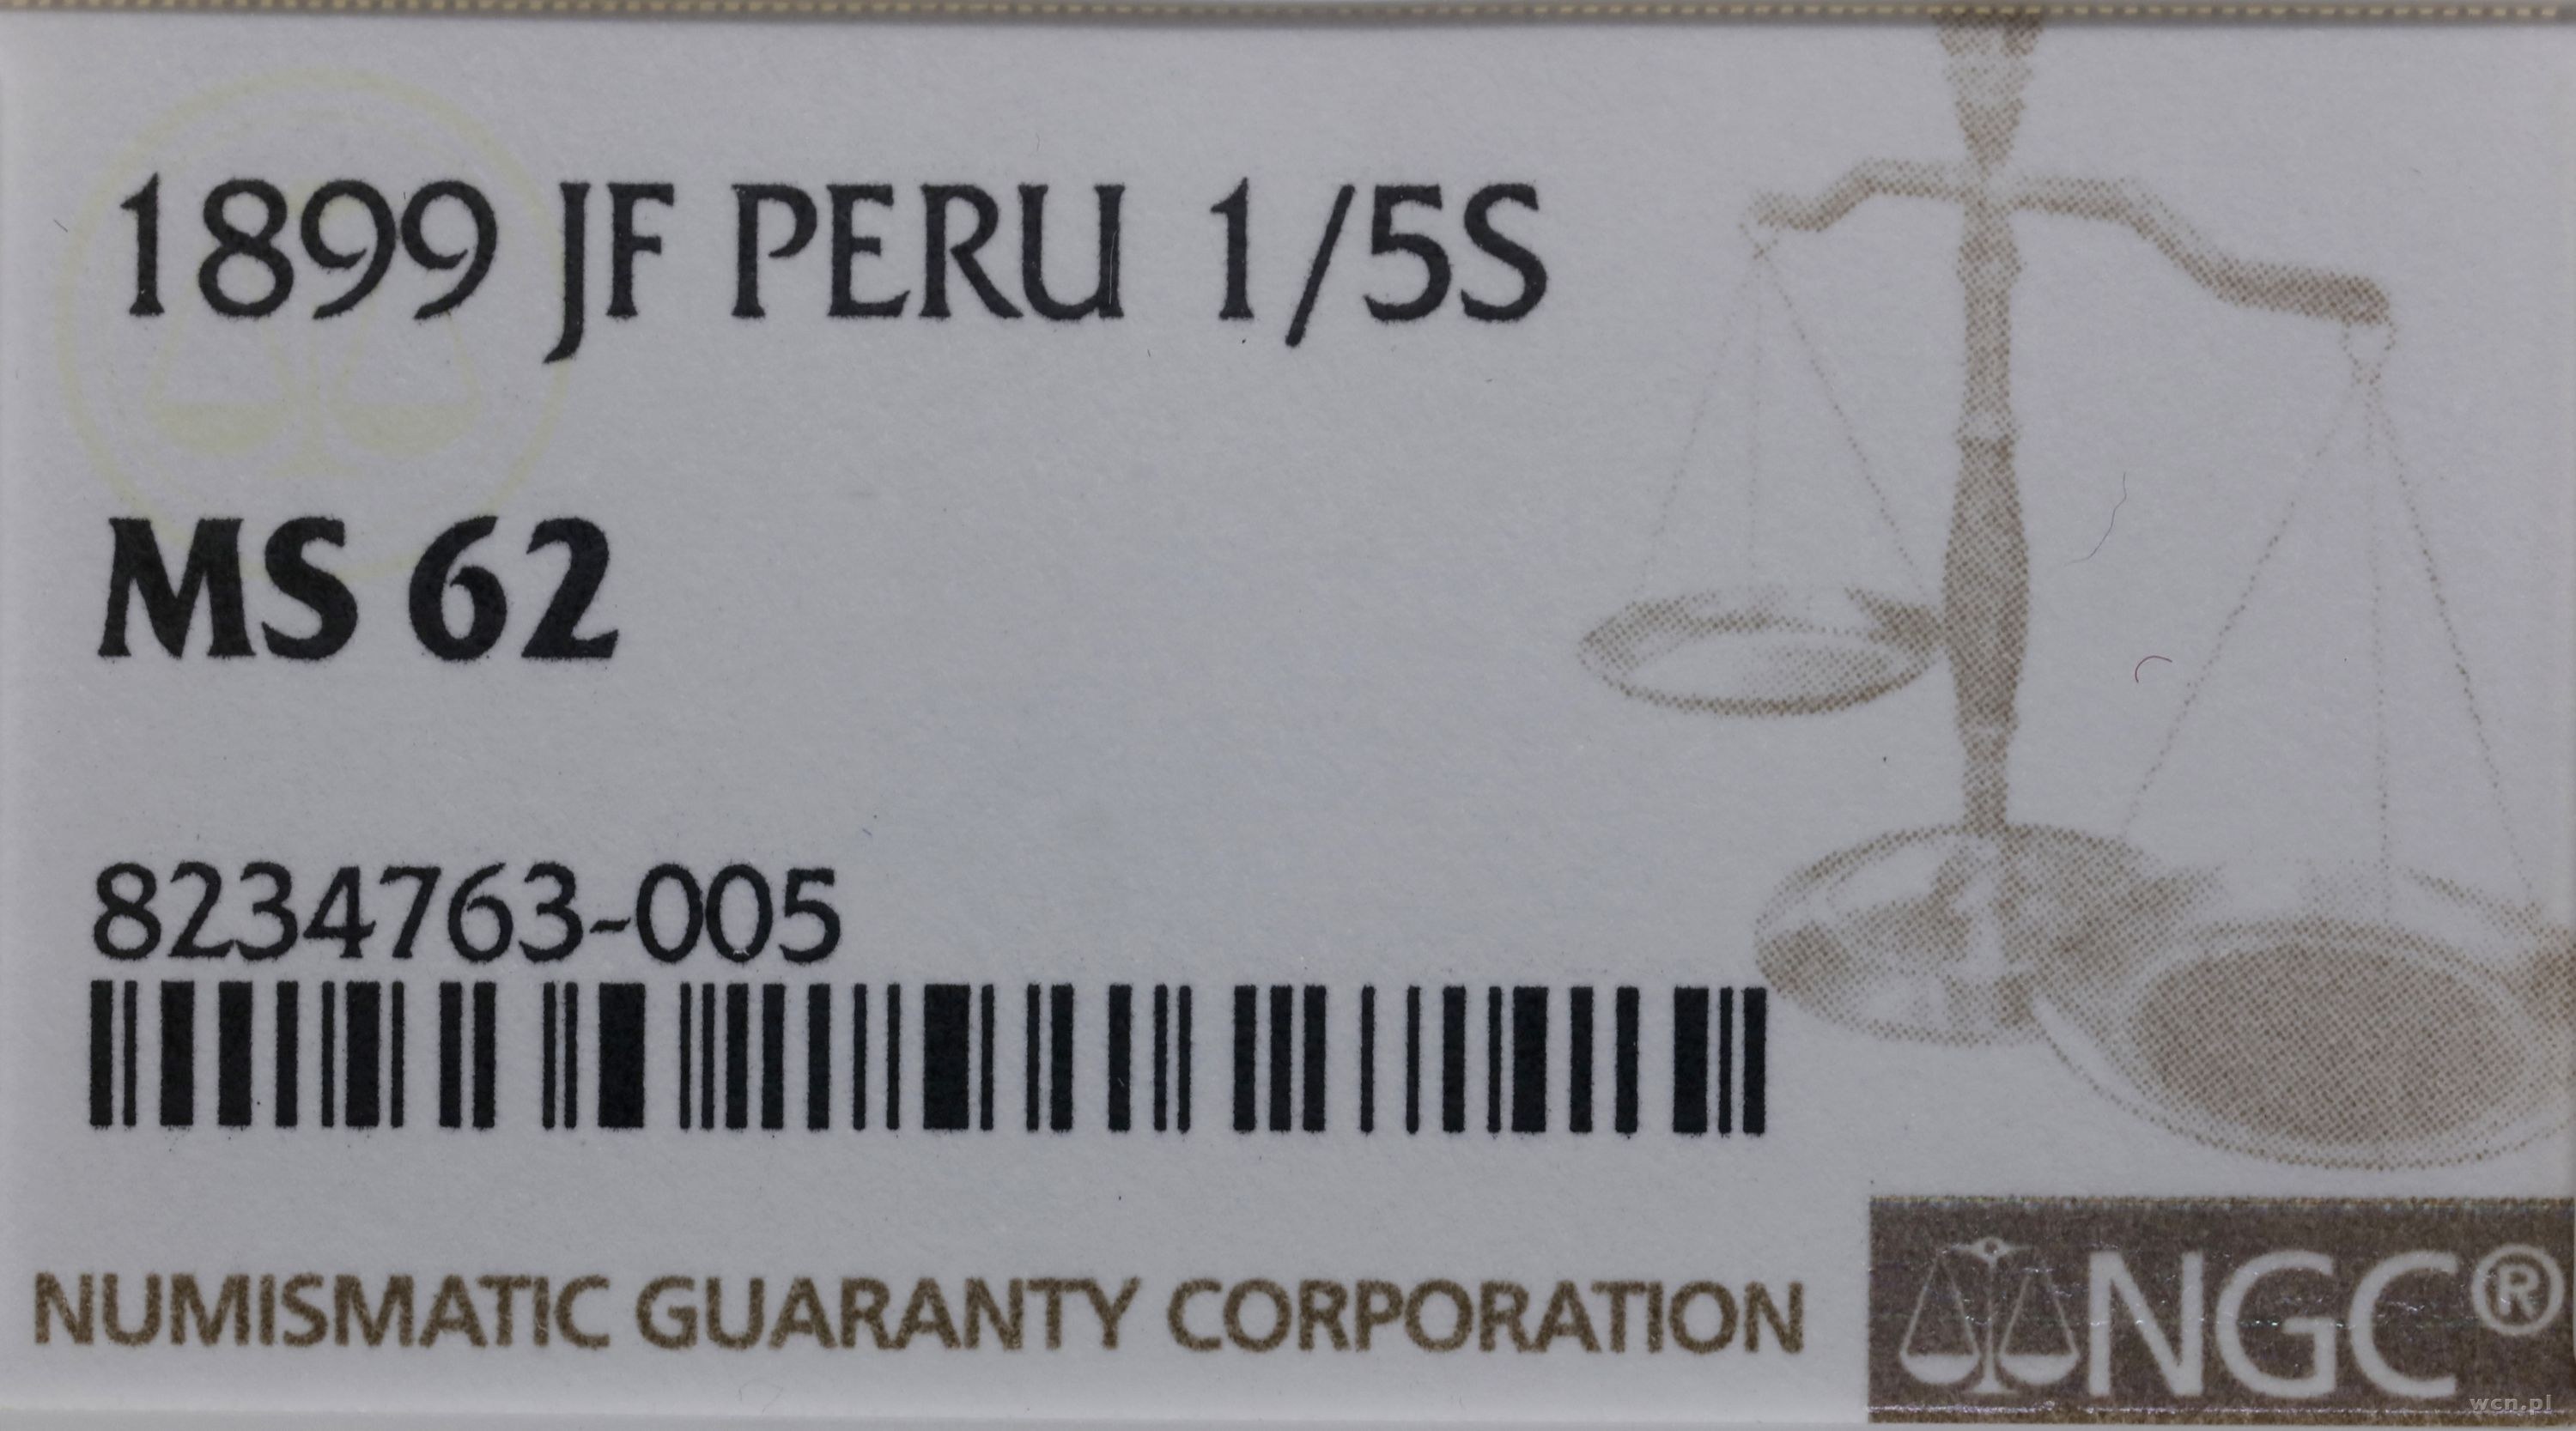 1899 JF PERU 1/5S
MS 62
8234763-005
NUMISMATIC GUARANTY CORPORATION
NGC®
wcn.pl